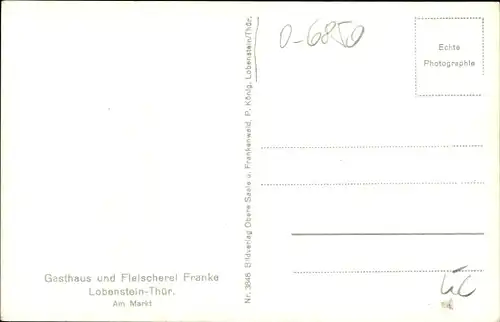 O-6850
Echte
Photographie
Nr. 3846 Bildverlag Obere Saale u. Frankenwald, P. König, Lobenstein/Thür.
Gasthaus und Fleischerei Franke
Lobenstein-Thür.
Am Markt